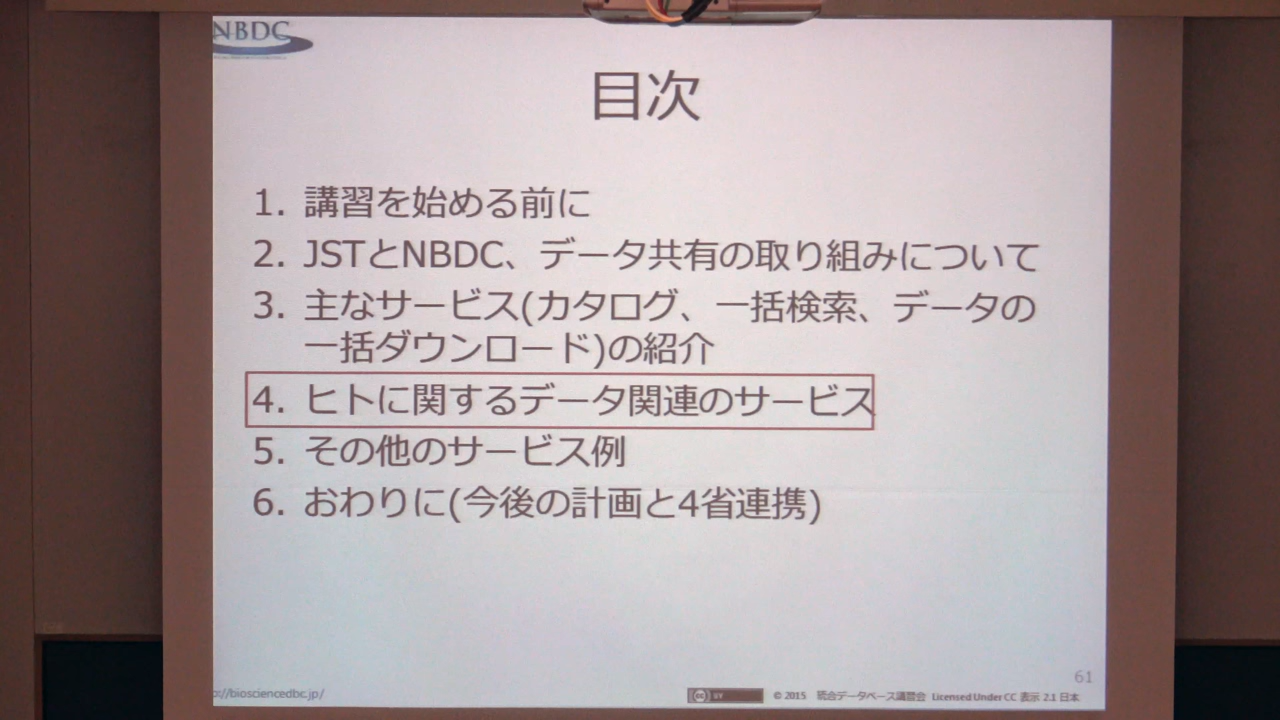 NBDC
目次
1. 講習を始める前に
2. JSTとNBDC、データ共有の取り組みについて
3. 主なサービス(カタログ、一括検索、データの
一括ダウンロード)の紹介
4. ヒトに関するデータ関連のサービス
5. その他のサービス例
6. おわりに(今後の計画と4省連携)
61
://biosciencedbc.jp/
cc BY © 2015 統合データベース講習会 Licensed Under CC 表示 2.1 日本